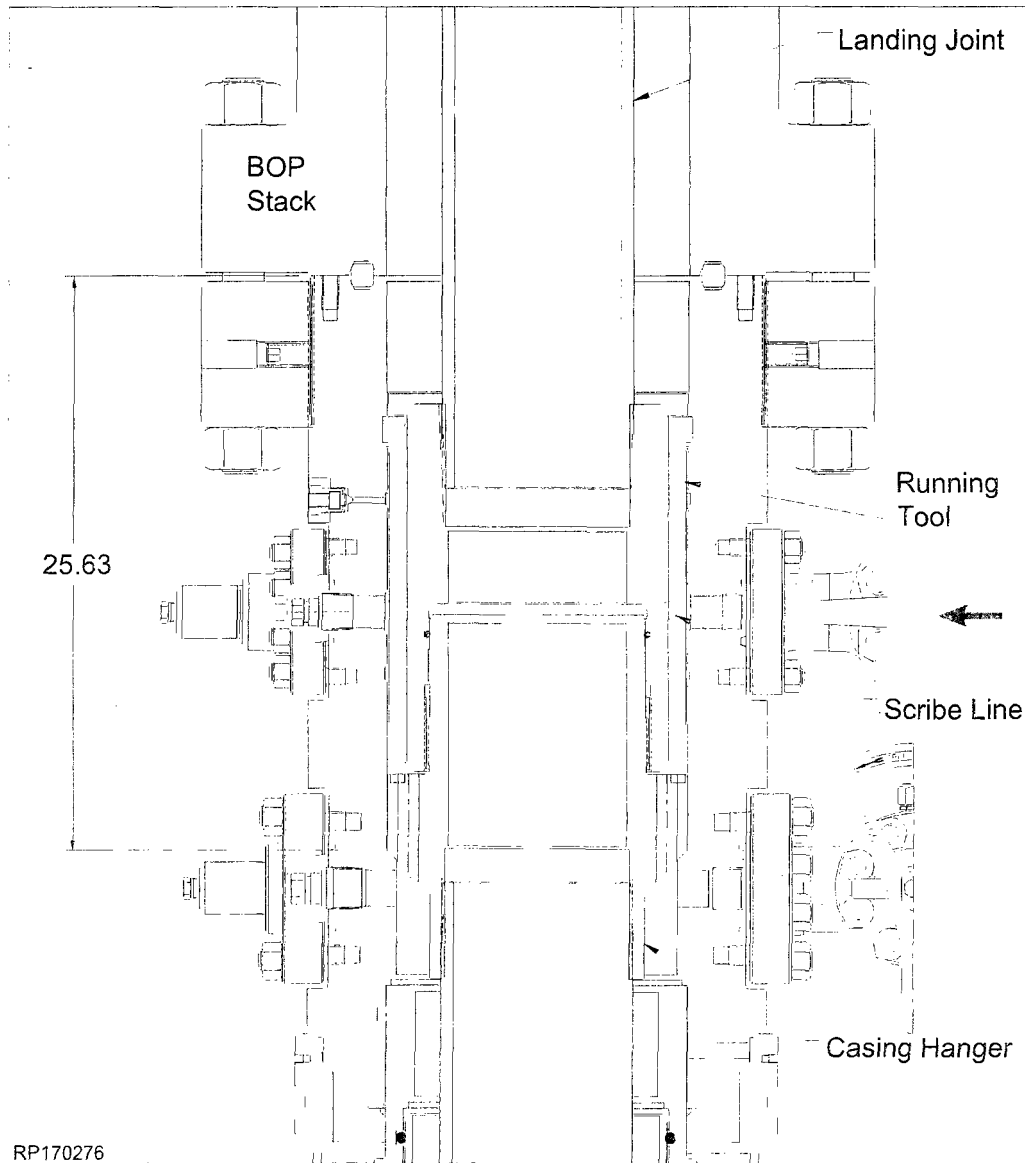 Landing Joint
BOP
Stack
Running
Tool
25.63
Scribe Line
Casing Hanger
RP170276